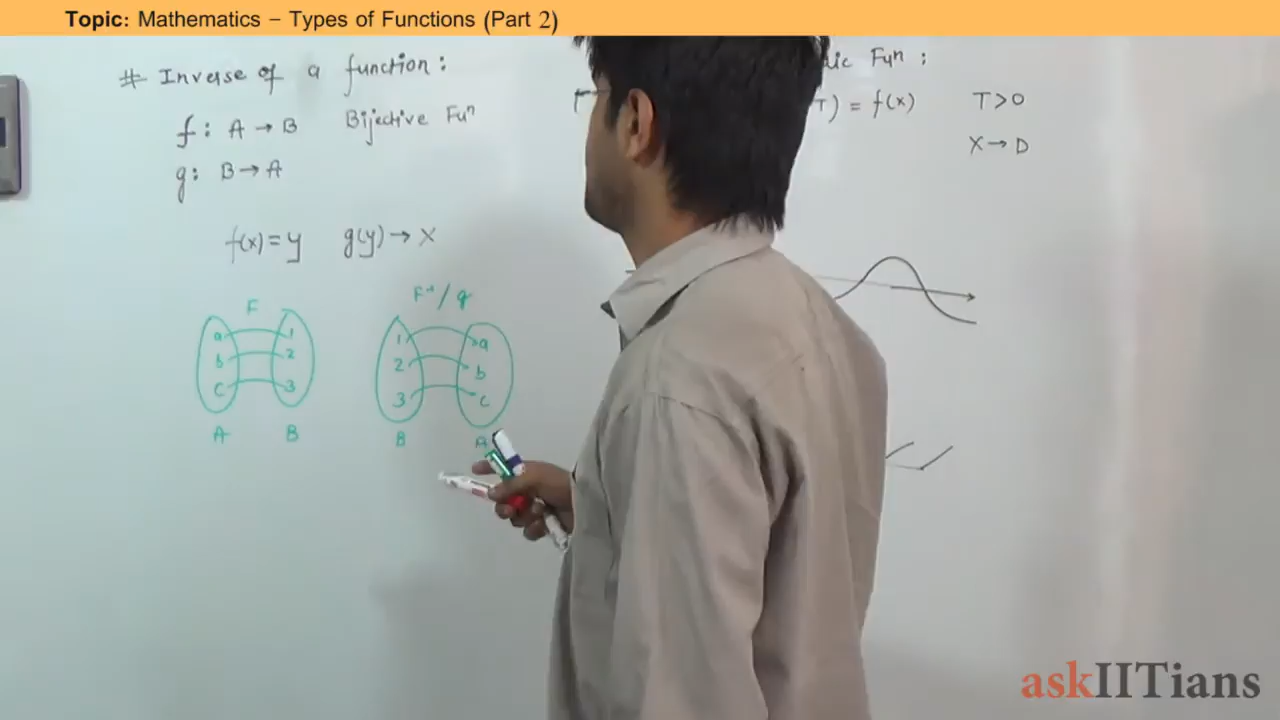 Topic: Mathematics – Types of Functions (Part 2)
# Inverse of a function:
f: A → B Bijective Fuⁿ
g: B → A
f(x) = y g(y) → x
F
a 1
b 2
c 3
A B
F⁻¹/g
1 a
2 b
3 c
B A
ic Fuⁿ :
T) = f(x) T>0
X → D
askIITians